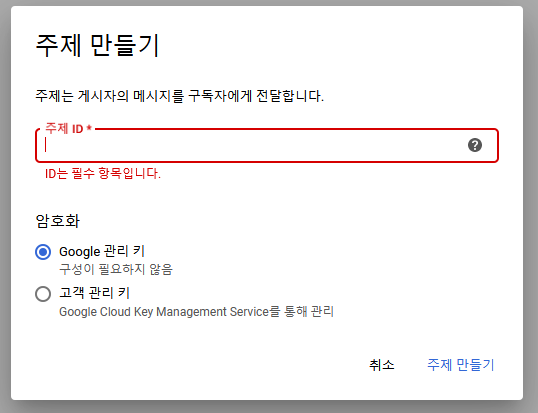 주제 만들기
주제는 게시자의 메시지를 구독자에게 전달합니다.
주제 ID *
ID는 필수 항목입니다.
암호화
Google 관리 키
구성이 필요하지 않음
고객 관리 키
Google Cloud Key Management Service를 통해 관리
취소 주제 만들기